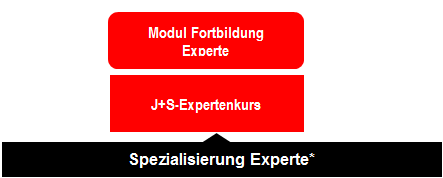 Modul Fortbildung
Experte
J+S-Expertenkurs
Spezialisierung Experte*